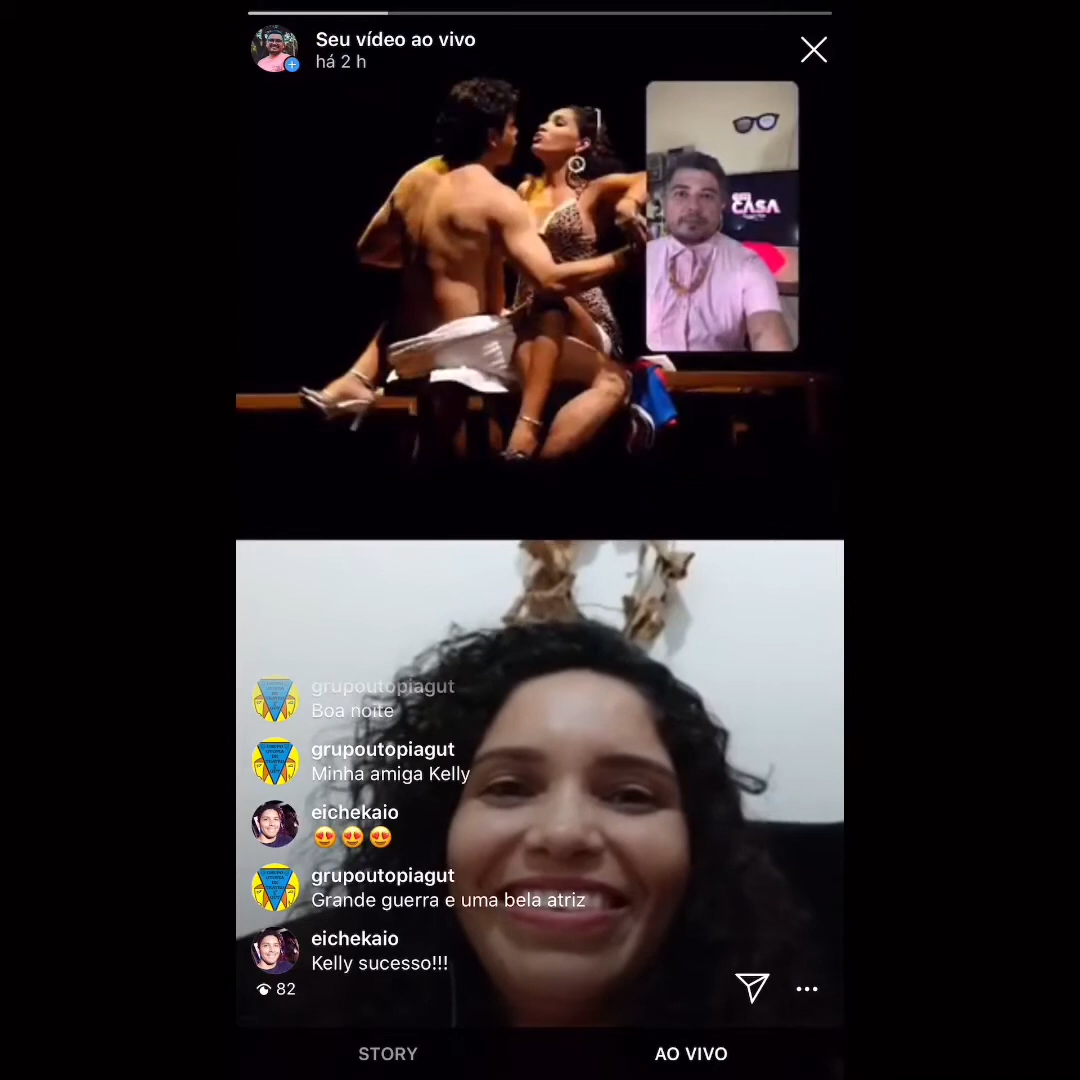 Seu vídeo ao vivo
há 2 h
CASA
grupoutopiagut
Boa noite
grupoutopiagut
Minha amiga Kelly
eichekaio
😍😍😍
grupoutopiagut
Grande guerra e uma bela atriz
eichekaio
Kelly sucesso!!!
82
STORY
AO VIVO